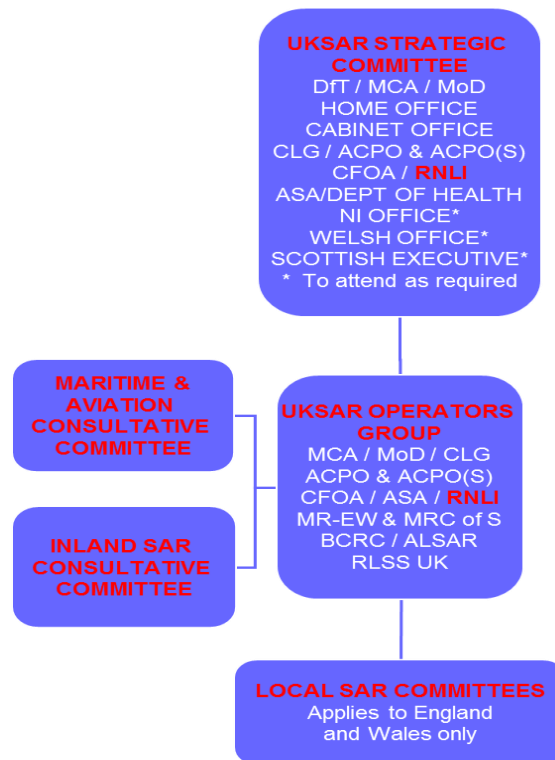 UKSAR STRATEGIC
COMMITTEE
DfT / MCA / MoD
HOME OFFICE
CABINET OFFICE
CLG / ACPO & ACPO(S)
CFOA / RNLI
ASA/DEPT OF HEALTH
NI OFFICE*
WELSH OFFICE*
SCOTTISH EXECUTIVE*
* To attend as required
MARITIME &
AVIATION
CONSULTATIVE
COMMITTEE
UKSAR OPERATORS
GROUP
MCA / MoD / CLG
ACPO & ACPO(S)
CFOA / ASA / RNLI
MR-EW & MRC of S
BCRC / ALSAR
RLSS UK
INLAND SAR
CONSULTATIVE
COMMITTEE
LOCAL SAR COMMITTEES
Applies to England
and Wales only